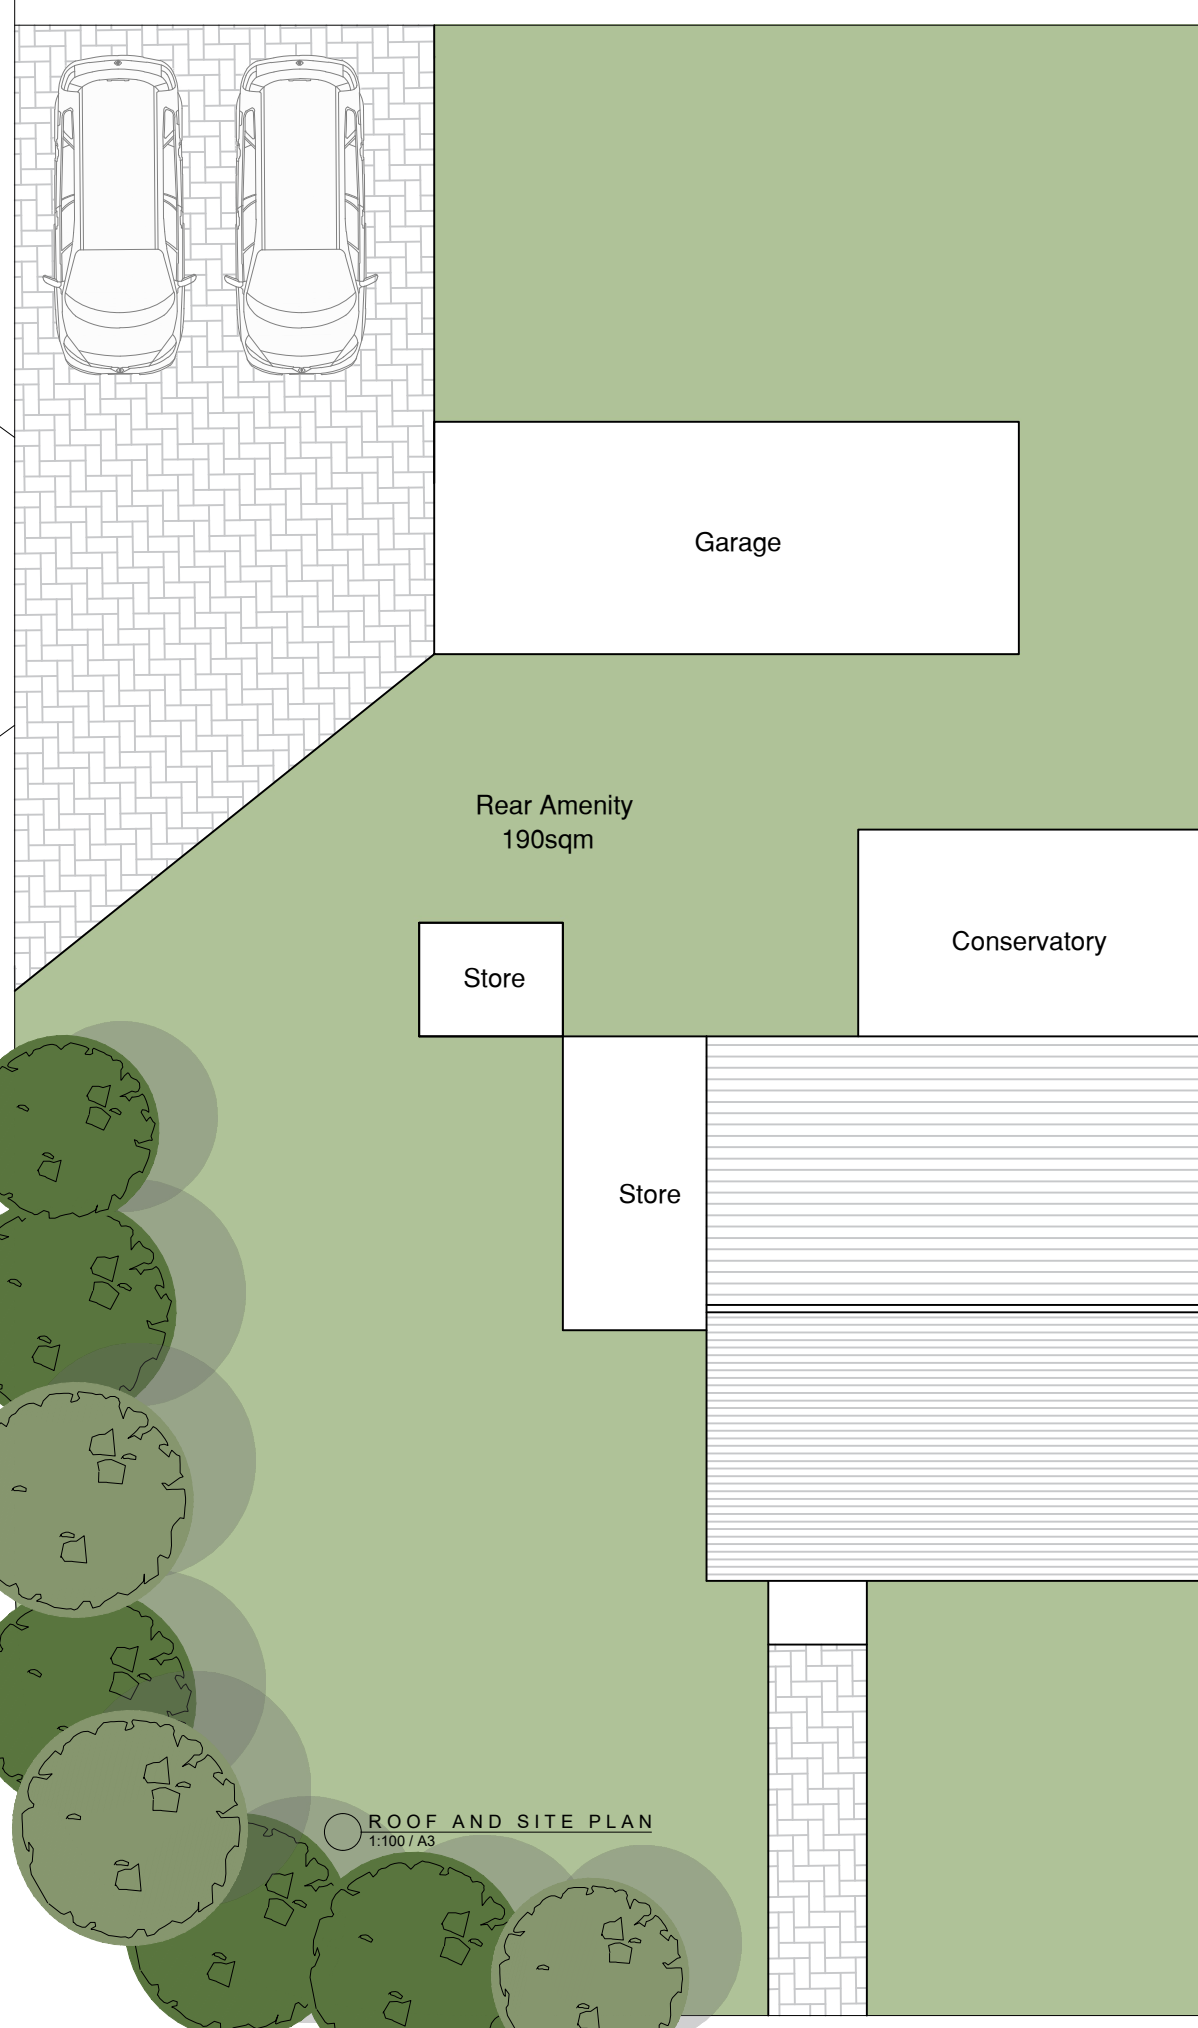 Garage
Rear Amenity
190sqm
Conservatory
Store
Store
ROOF AND SITE PLAN
1:100 / A3